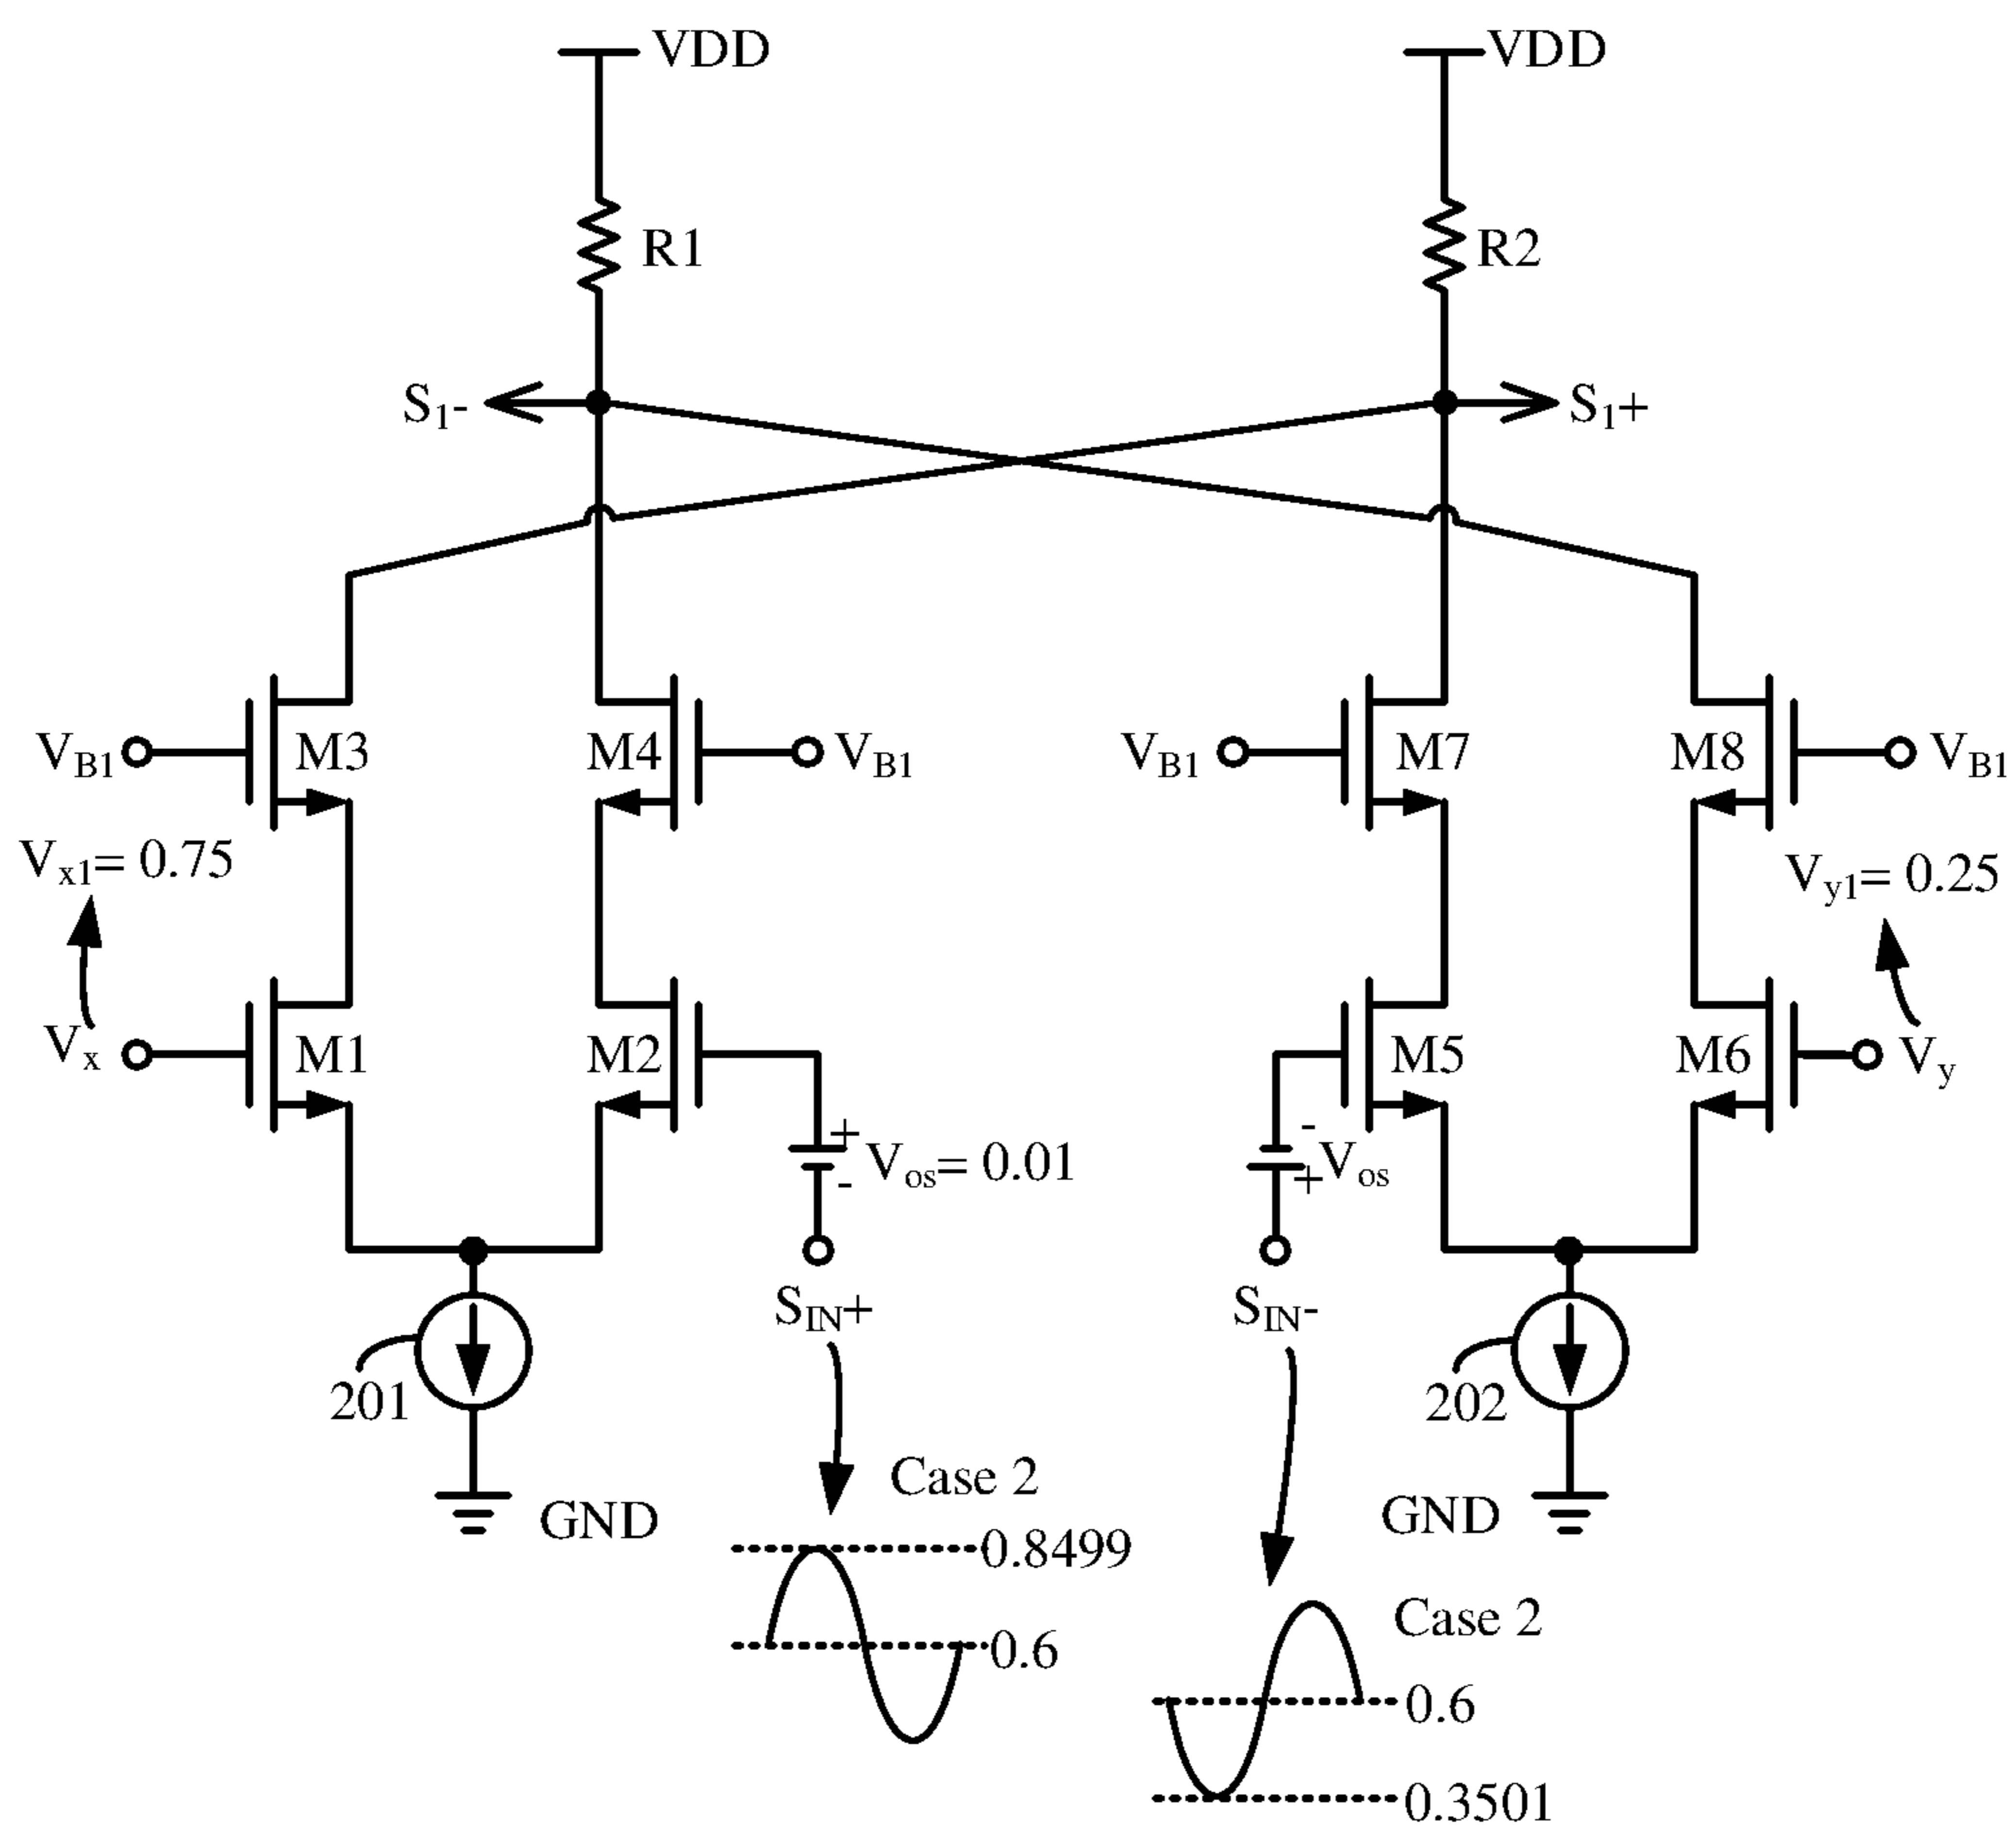 VDD
VDD
R1
R2
S1-
S1+
VB1
M3
M4
VB1
VB1
M7
M8
VB1
Vx1= 0.75
Vy1= 0.25
Vx
M1
M2
M5
M6
Vy
+
Vos= 0.01
-
-
Vos
+
SIN+
SIN-
201
202
GND
GND
Case 2
0.8499
0.6
Case 2
0.6
0.3501